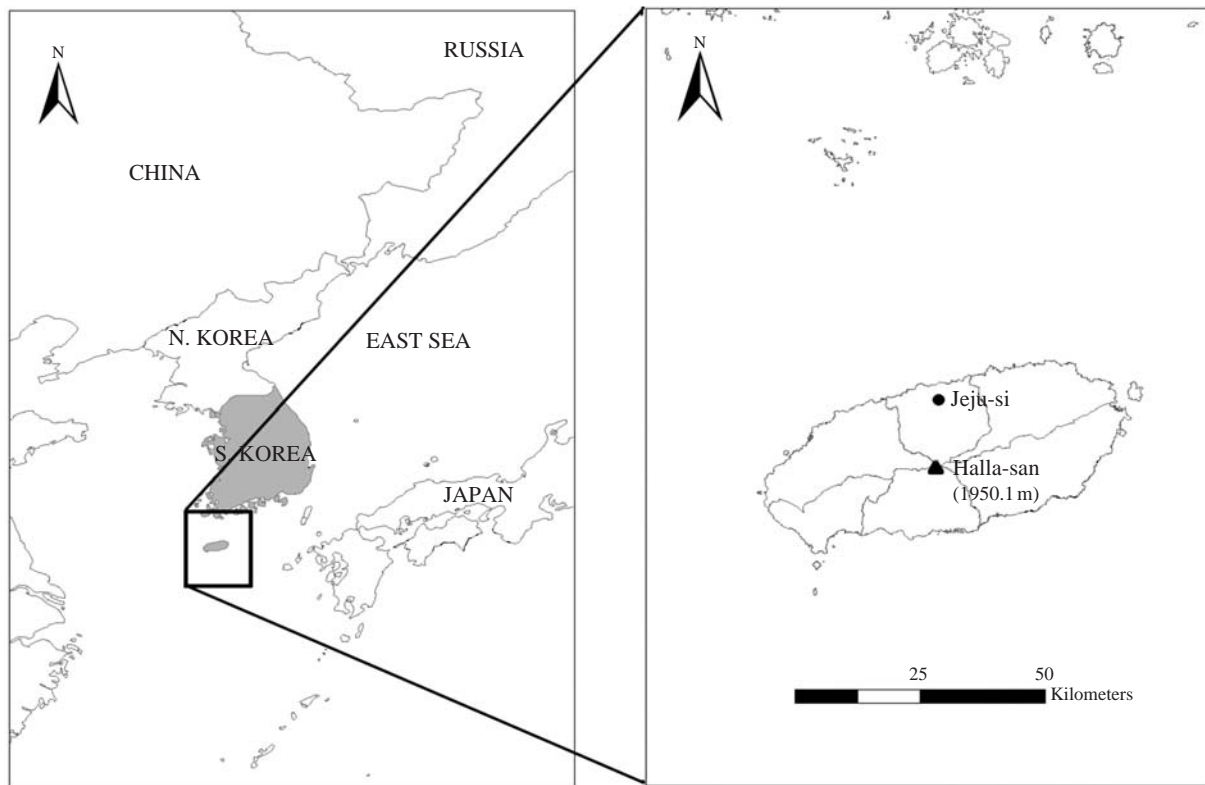 N
RUSSIA
CHINA
N. KOREA
EAST SEA
S. KOREA
JAPAN
N
Jeju-si
Halla-san
(1950.1 m)
25 50
Kilometers